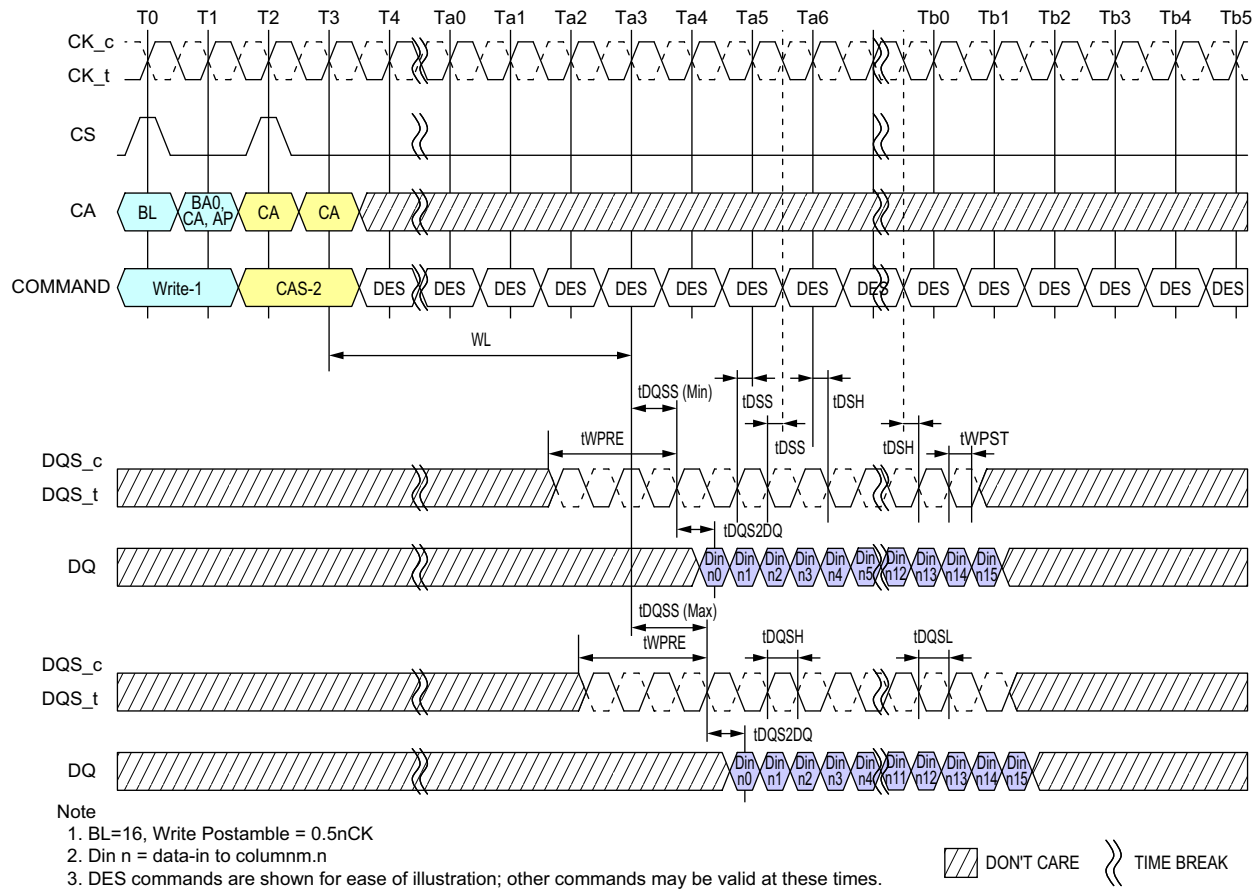 T0 T1 T2 T3 T4 Ta0 Ta1 Ta2 Ta3 Ta4 Ta5 Ta6 Tb0 Tb1 Tb2 Tb3 Tb4 Tb5
CK_c
CK_t
CS
CA BL BA0, CA, AP CA CA
COMMAND Write-1 CAS-2 DES DES DES DES DES DES DES DES DES DES DES DES DES DES DES
WL
tDQSS (Min) tDSS tDSH
tWPRE tDSS tDSH tWPST
DQS_c
DQS_t
tDQS2DQ
DQ Din n0 Din n1 Din n2 Din n3 Din n4 Din n5 Din n12 Din n13 Din n14 Din n15
tDQSS (Max)
tWPRE tDQSH tDQSL
DQS_c
DQS_t
tDQS2DQ
DQ Din n0 Din n1 Din n2 Din n3 Din n4 Din n11 Din n12 Din n13 Din n14 Din n15
Note
1. BL=16, Write Postamble = 0.5nCK
2. Din n = data-in to columnm.n
3. DES commands are shown for ease of illustration; other commands may be valid at these times.
DON'T CARE TIME BREAK